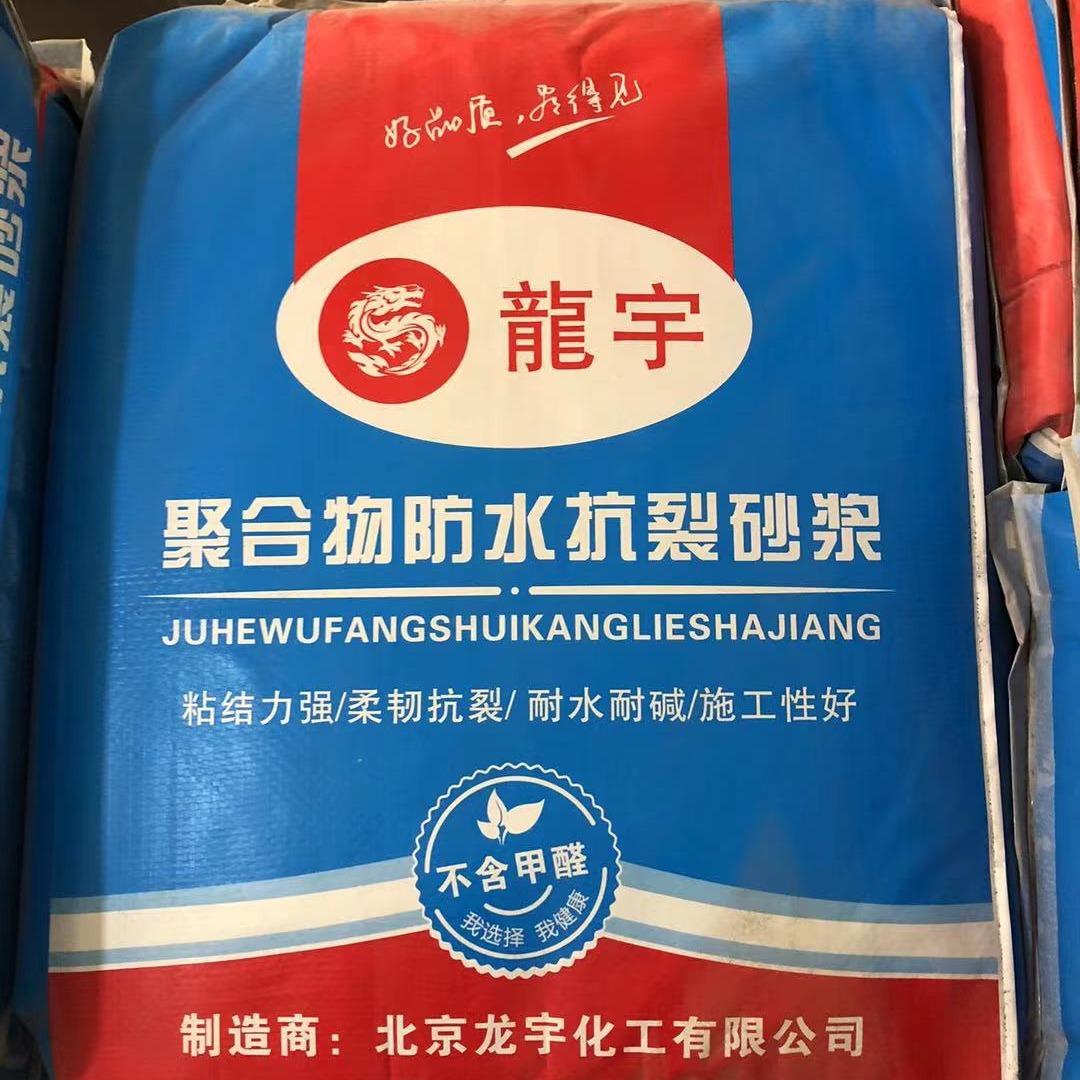 好品质，看得见
龍宇
聚合物防水抗裂砂浆
JUHEWUFANGSHUIKANGLIESHAJIANG
粘结力强/柔韧抗裂/耐水耐碱/施工性好
不含甲醛
我选择 我健康
制造商：北京龙宇化工有限公司
裂砂浆